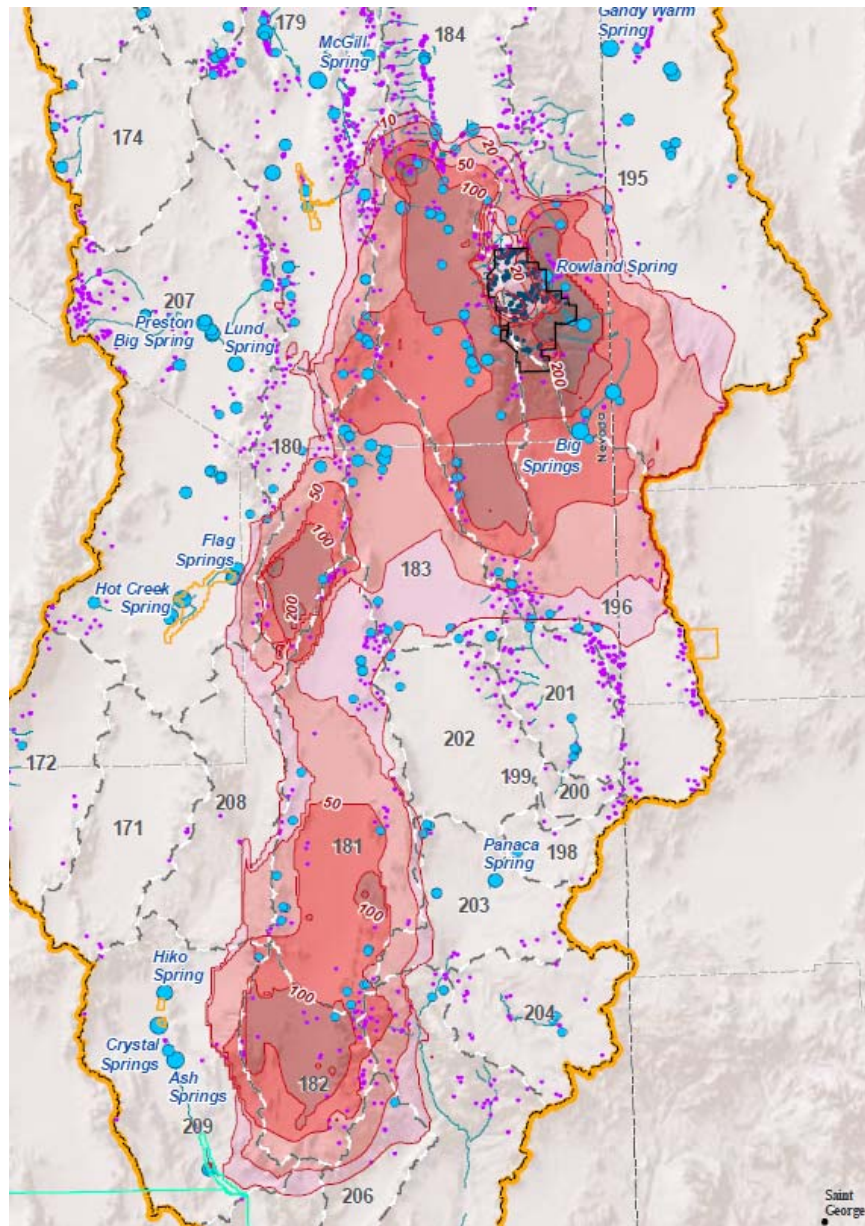 179
McGill
Spring
184
Gandy Warm
Spring
174
10
20
50
100
195
20
Rowland Spring
207
Preston
Big Spring
Lund
Spring
200
Nevada
Big
Springs
180
50
100
Flag
Springs
183
Hot Creek
Spring
200
196
201
202
172
199
200
208
171
50
181
Panaca
Spring
198
100
203
Hiko
Spring
100
204
Crystal
Springs
Ash
Springs
182
209
206
Saint
George